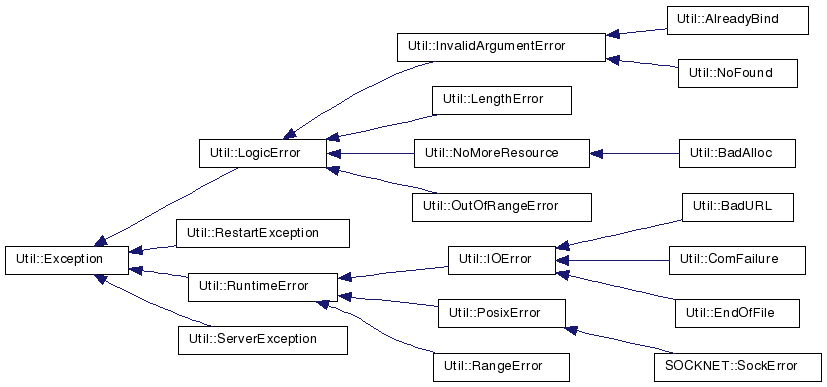 Util::AlreadyBind
Util::InvalidArgumentError
Util::NoFound
Util::LengthError
Util::LogicError
Util::NoMoreResource
Util::BadAlloc
Util::OutOfRangeError
Util::BadURL
Util::RestartException
Util::Exception
Util::IOError
Util::ComFailure
Util::RuntimeError
Util::PosixError
Util::EndOfFile
Util::ServerException
Util::RangeError
SOCKNET::SockError